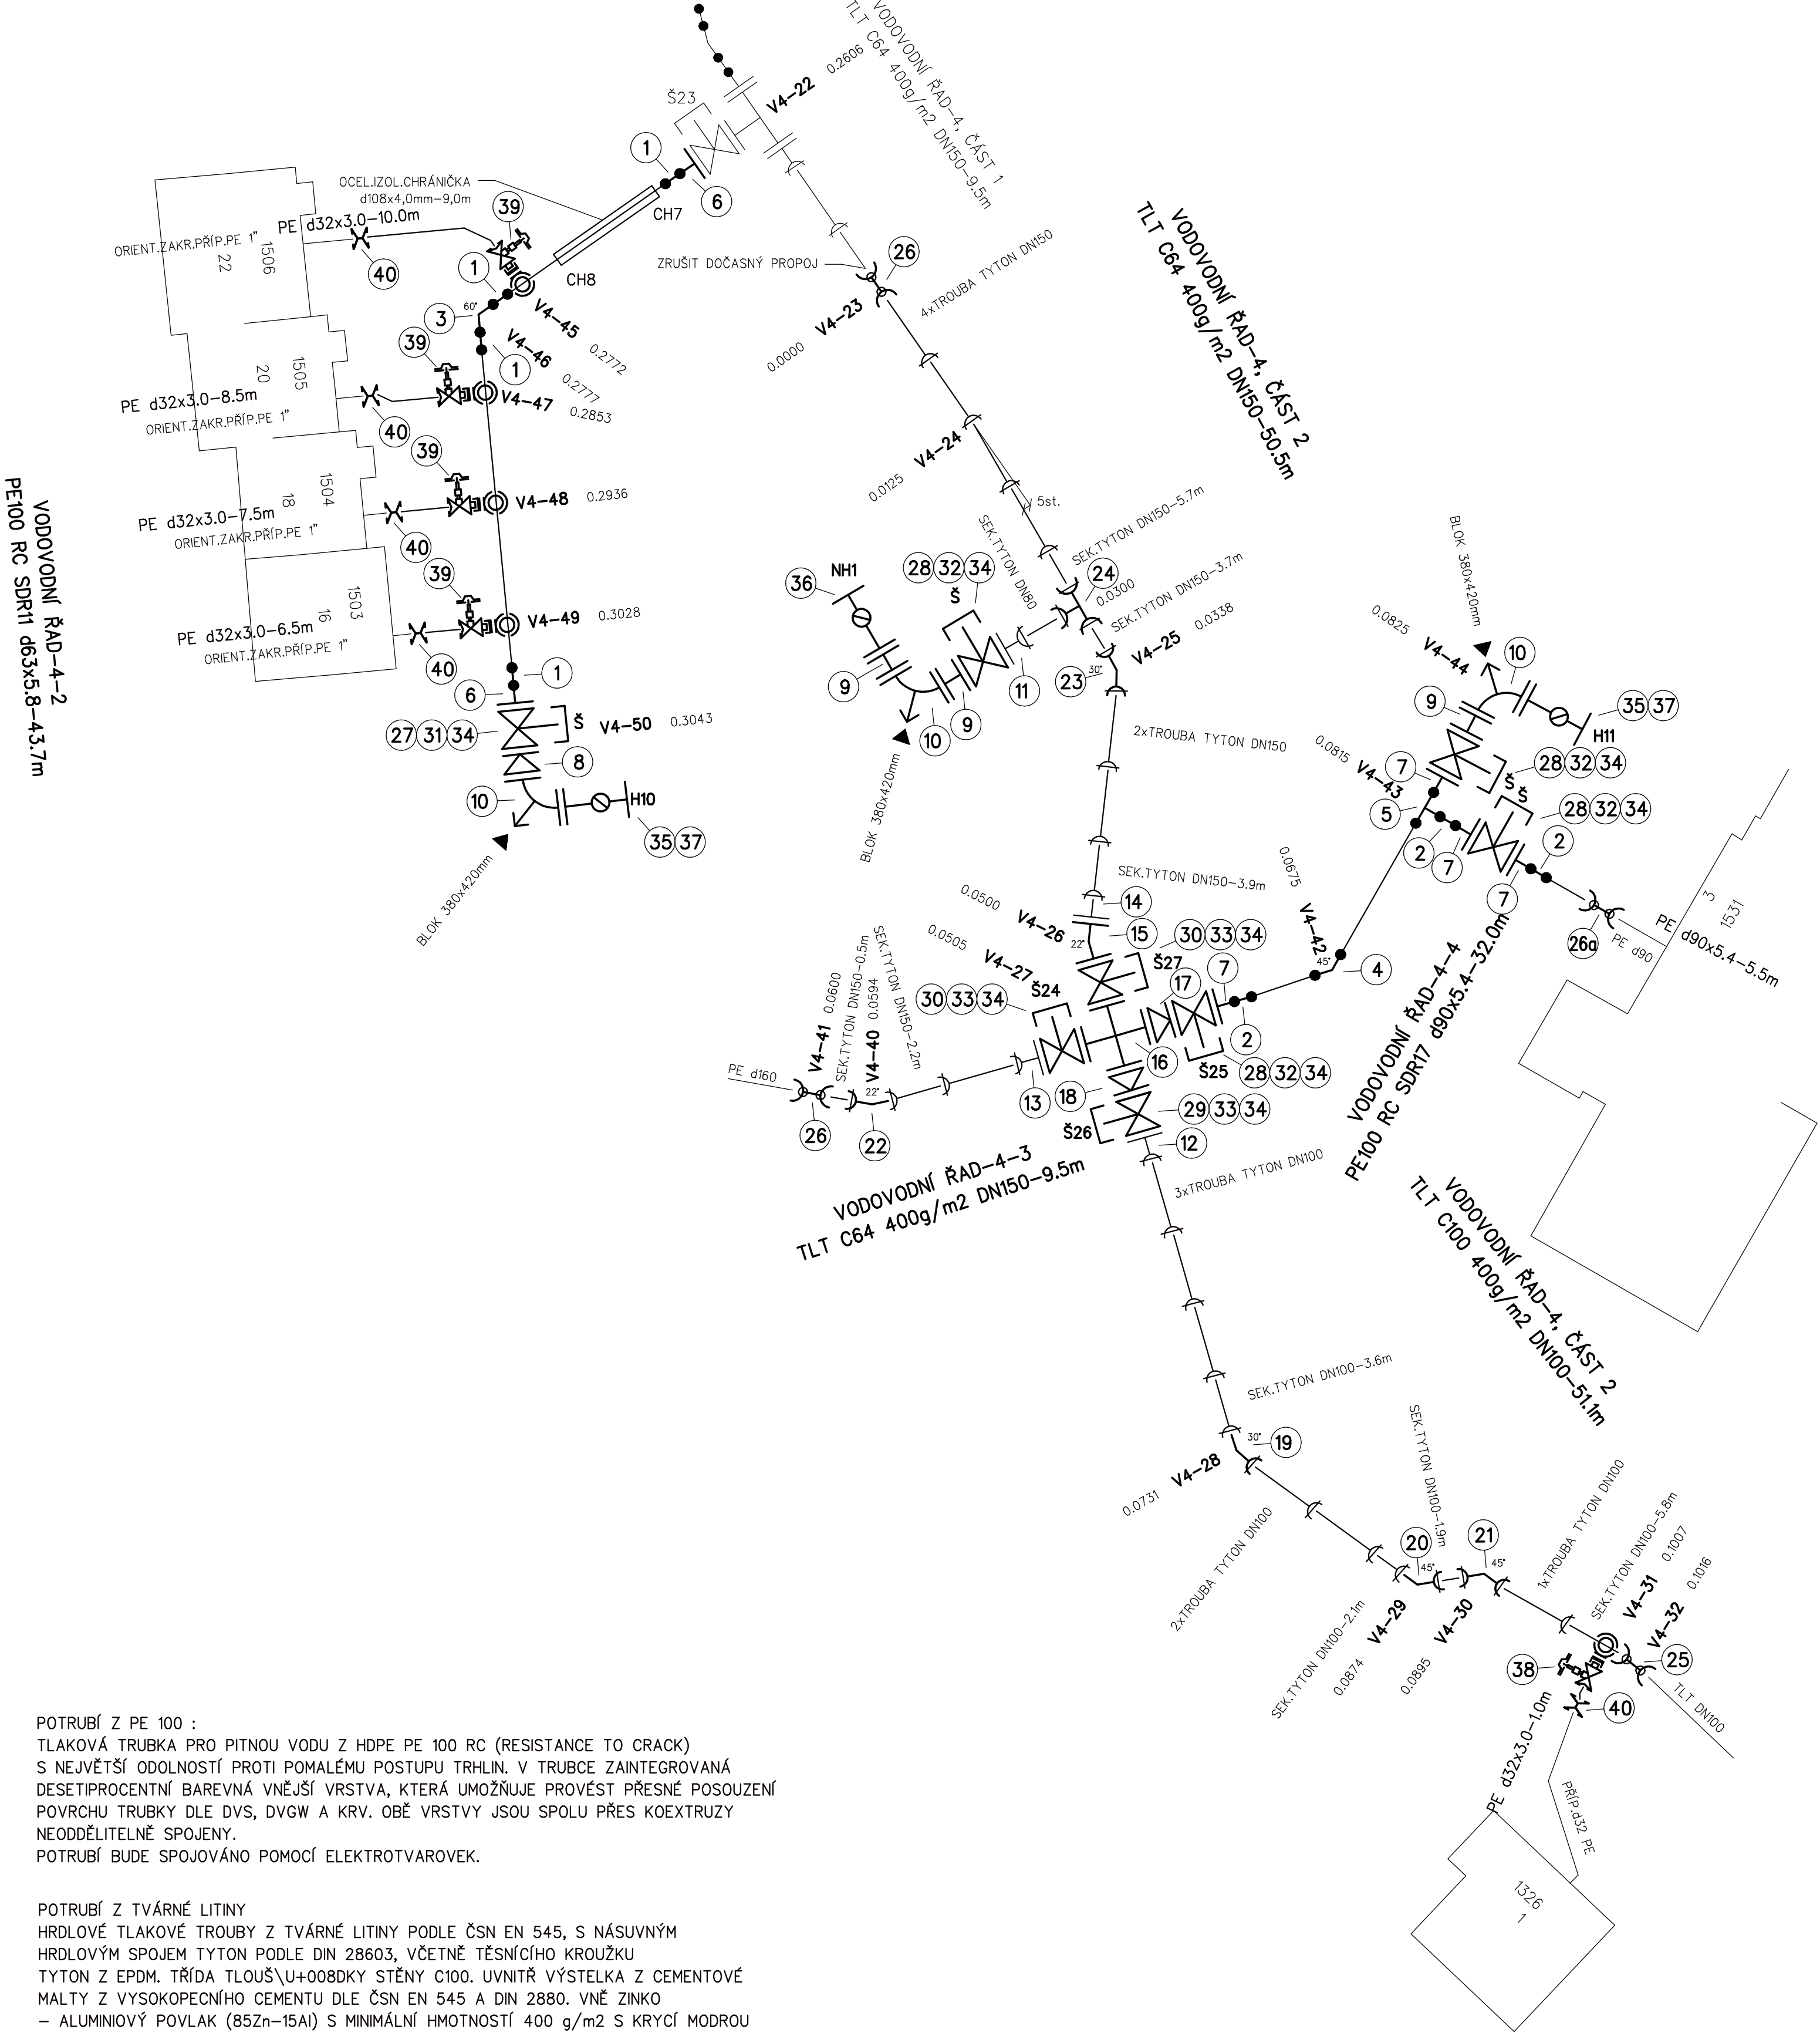 VODOVODNÍ ŘAD-4, ČÁST 1
TLT C64 400g/m2 DN150-9.5m
V4-22 0.2606
Š23
1
6
OCEL.IZOL.CHRÁNIČKA
d108x4,0mm-9,0m
CH7
CH8
39
PE d32x3.0-10.0m
ORIENT.ZAKR.PŘÍP.PE 1"
1506
22
40
1
3
60°
V4-45 0.2772
V4-46 0.2777
1
39
V4-47 0.2853
1505
20
PE d32x3.0-8.5m
ORIENT.ZAKR.PŘÍP.PE 1"
40
39
V4-48 0.2936
1504
18
PE d32x3.0-7.5m
ORIENT.ZAKR.PŘÍP.PE 1"
40
39
V4-49 0.3028
1503
16
PE d32x3.0-6.5m
ORIENT.ZAKR.PŘÍP.PE 1"
40
VODOVODNÍ ŘAD-4-2
PE100 RC SDR11 d63x5.8-43.7m
1
6
27 31 34
Š V4-50 0.3043
8
10
H10
35 37
BLOK 380x420mm
ZRUŠIT DOČASNÝ PROPOJ
26
V4-23
0.0000
4xTROUBA TYTON DN150
VODOVODNÍ ŘAD-4, ČÁST 2
TLT C64 400g/m2 DN150-50.5m
V4-24
0.0125
5st.
SEK.TYTON DN150-5.7m
SEK.TYTON DN80
28 32 34
Š
24
0.0300
SEK.TYTON DN150-3.7m
36
NH1
9
10
9
11
23
30°
V4-25 0.0338
BLOK 380x420mm
2xTROUBA TYTON DN150
SEK.TYTON DN150-3.9m
14
15
0.0500
V4-26
22°
30 33 34
Š27
0.0505
V4-27
Š24
30 33 34
17
7
2
16
Š25
28 32 34
13
18
29 33 34
Š26
12
SEK.TYTON DN150-2.2m
V4-40 0.0594
SEK.TYTON DN150-0.5m
V4-41 0.0600
PE d160
26
22°
22
VODOVODNÍ ŘAD-4-3
TLT C64 400g/m2 DN150-9.5m
3xTROUBA TYTON DN100
0.0675
V4-42
45°
4
BLOK 380x420mm
0.0825
V4-44
10
9
35 37
H11
28 32 34
Š
0.0815
V4-43
7
5
Š
28 32 34
2
7
2
7
26a
PE d90
PE d90x5.4-5.5m
3
1531
VODOVODNÍ ŘAD-4-4
PE100 RC SDR17 d90x5.4-32.0m
VODOVODNÍ ŘAD-4, ČÁST 2
TLT C100 400g/m2 DN100-51.1m
SEK.TYTON DN100-3.6m
30°
19
V4-28
0.0731
2xTROUBA TYTON DN100
SEK.TYTON DN100-1.9m
20
45°
21
45°
SEK.TYTON DN100-2.1m
V4-29
0.0874
V4-30
0.0895
1xTROUBA TYTON DN100
SEK.TYTON DN100-5.8m
V4-31 0.1007
V4-32 0.1016
38
25
40
TLT DN100
PE d32x3.0-1.0m
PŘÍP.d32 PE
1326
1
POTRUBÍ Z PE 100 :
TLAKOVÁ TRUBKA PRO PITNOU VODU Z HDPE PE 100 RC (RESISTANCE TO CRACK)
S NEJVĚTŠÍ ODOLNOSTÍ PROTI POMALÉMU POSTUPU TRHLIN. V TRUBCE ZAINTEGROVANÁ
DESETIPROCENTNÍ BAREVNÁ VNĚJŠÍ VRSTVA, KTERÁ UMOŽŇUJE PROVÉST PŘESNÉ POSOUZENÍ
POVRCHU TRUBKY DLE DVS, DVGW A KRV. OBĚ VRSTVY JSOU SPOLU PŘES KOEXTRUZY
NEODDĚLITELNĚ SPOJENY.
POTRUBÍ BUDE SPOJOVÁNO POMOCÍ ELEKTROTVAROVEK.
POTRUBÍ Z TVÁRNÉ LITINY
HRDLOVÉ TLAKOVÉ TROUBY Z TVÁRNÉ LITINY PODLE ČSN EN 545, S NÁSUVNÝM
HRDLOVÝM SPOJEM TYTON PODLE DIN 28603, VČETNĚ TĚSNÍCÍHO KROUŽKU
TYTON Z EPDM. TŘÍDA TLOUŠ\U+008DKY STĚNY C100. UVNITŘ VÝSTELKA Z CEMENTOVÉ
MALTY Z VYSOKOPECNÍHO CEMENTU DLE ČSN EN 545 A DIN 2880. VNĚ ZINKO
- ALUMINIOVÝ POVLAK (85Zn-15Al) S MINIMÁLNÍ HMOTNOSTÍ 400 g/m2 S KRYCÍ MODROU